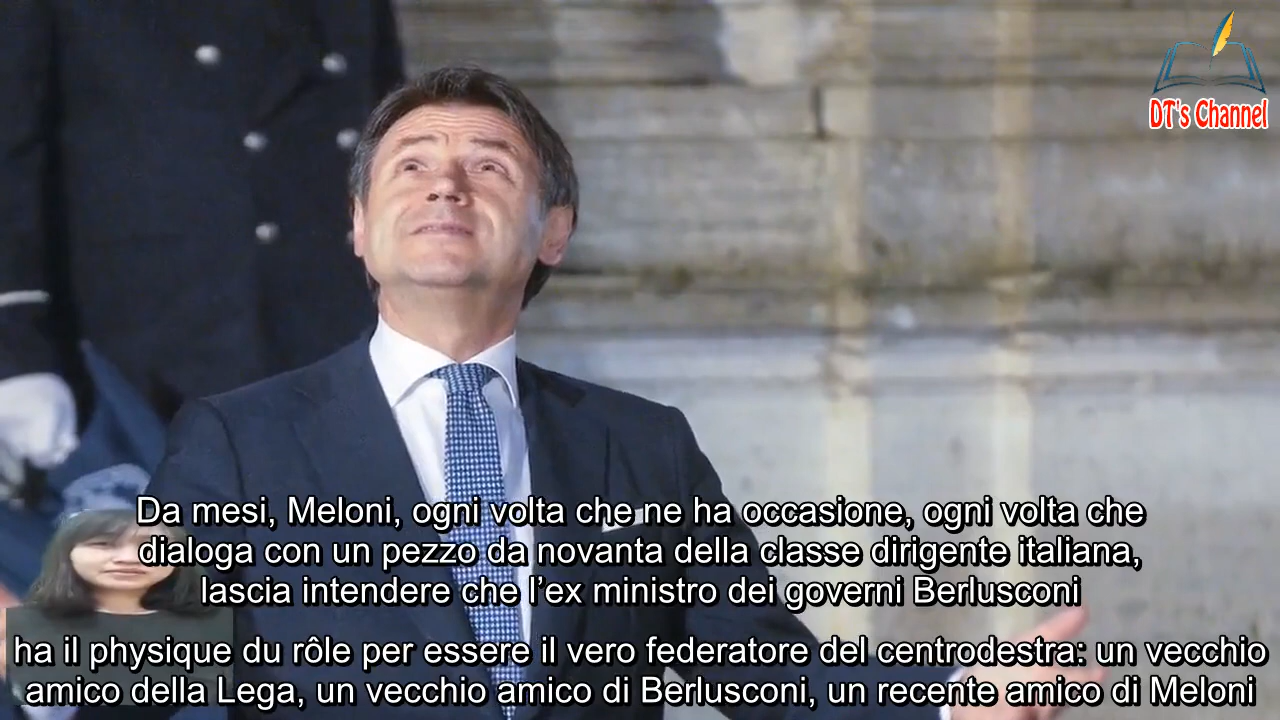 DT's Channel
Da mesi, Meloni, ogni volta che ne ha occasione, ogni volta che
dialoga con un pezzo da novanta della classe dirigente italiana,
lascia intendere che l’ex ministro dei governi Berlusconi
ha il physique du rôle per essere il vero federatore del centrodestra: un vecchio
amico della Lega, un vecchio amico di Berlusconi, un recente amico di Meloni